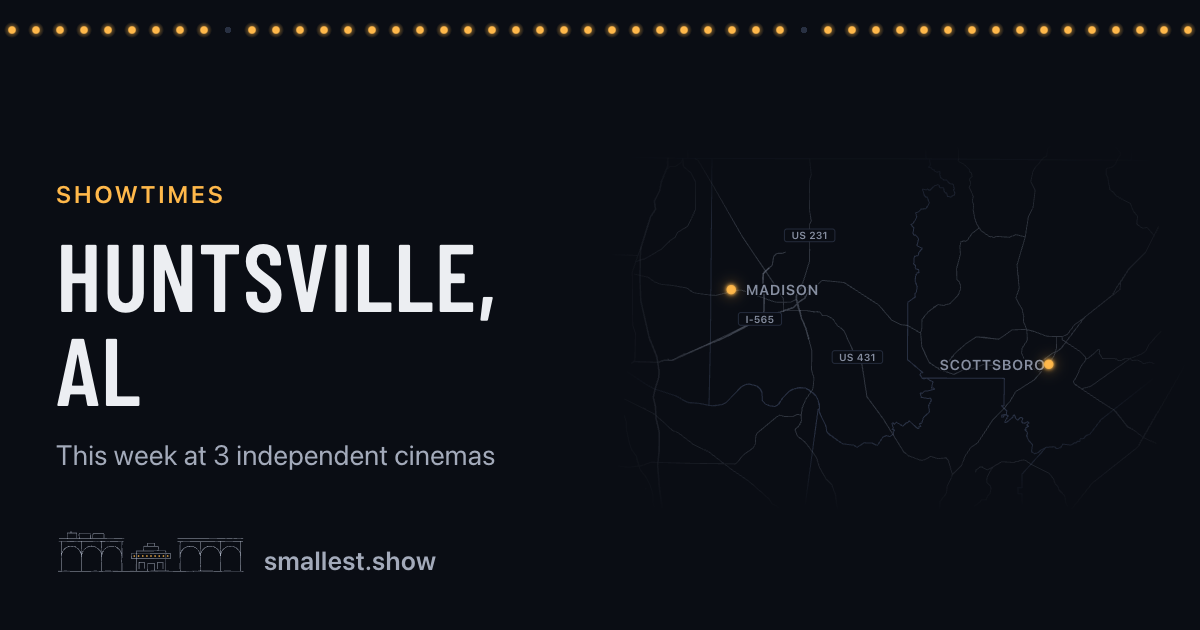 SHOWTIMES
HUNTSVILLE,
AL
This week at 3 independent cinemas
smallest.show
US 231
MADISON
I-565
US 431
SCOTTSBORO